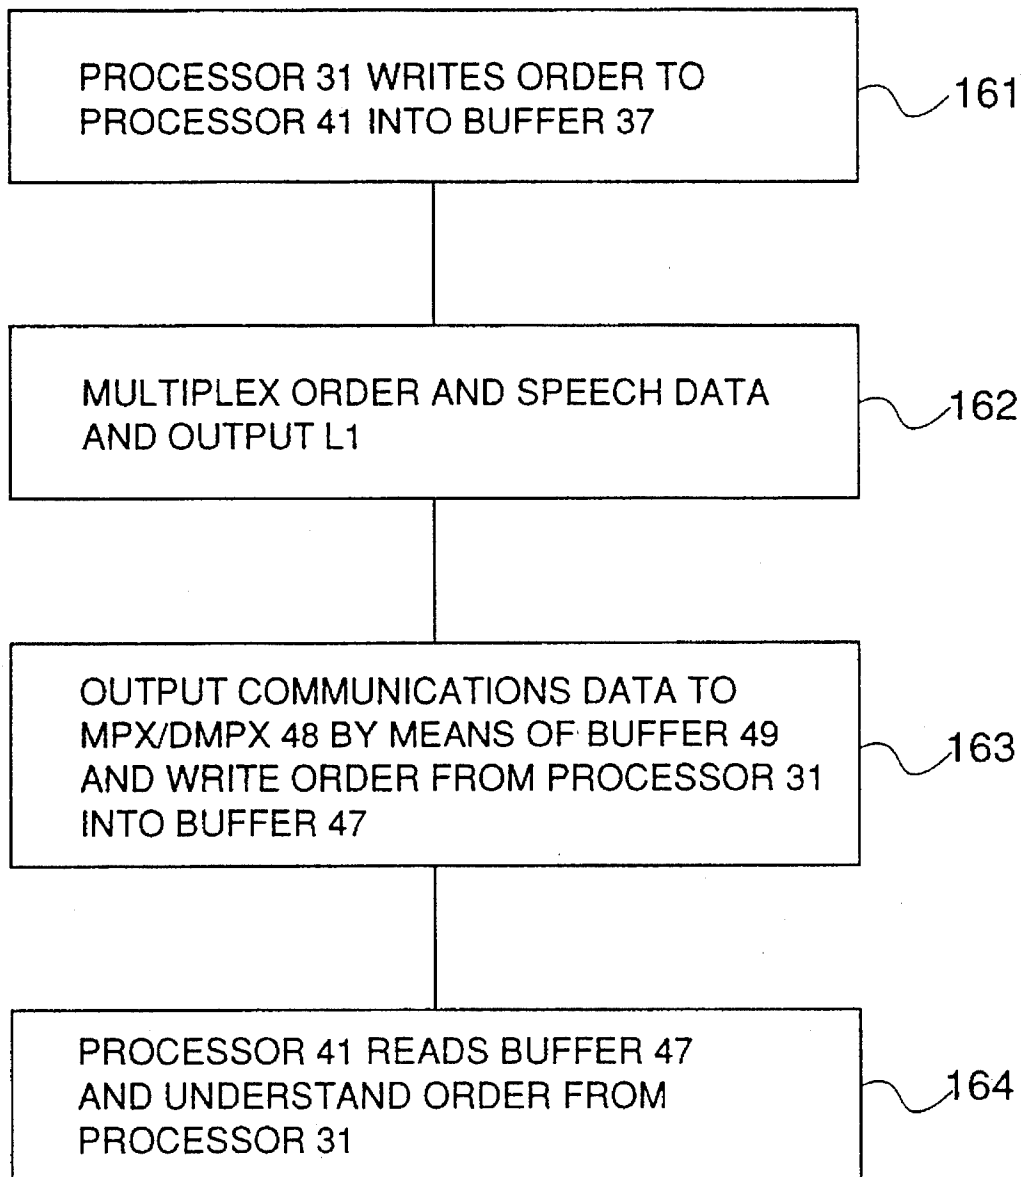 PROCESSOR 31 WRITES ORDER TO
PROCESSOR 41 INTO BUFFER 37
161
MULTIPLEX ORDER AND SPEECH DATA
AND OUTPUT L1
162
OUTPUT COMMUNICATIONS DATA TO
MPX/DMPX 48 BY MEANS OF BUFFER 49
AND WRITE ORDER FROM PROCESSOR 31
INTO BUFFER 47
163
PROCESSOR 41 READS BUFFER 47
AND UNDERSTAND ORDER FROM
PROCESSOR 31
164